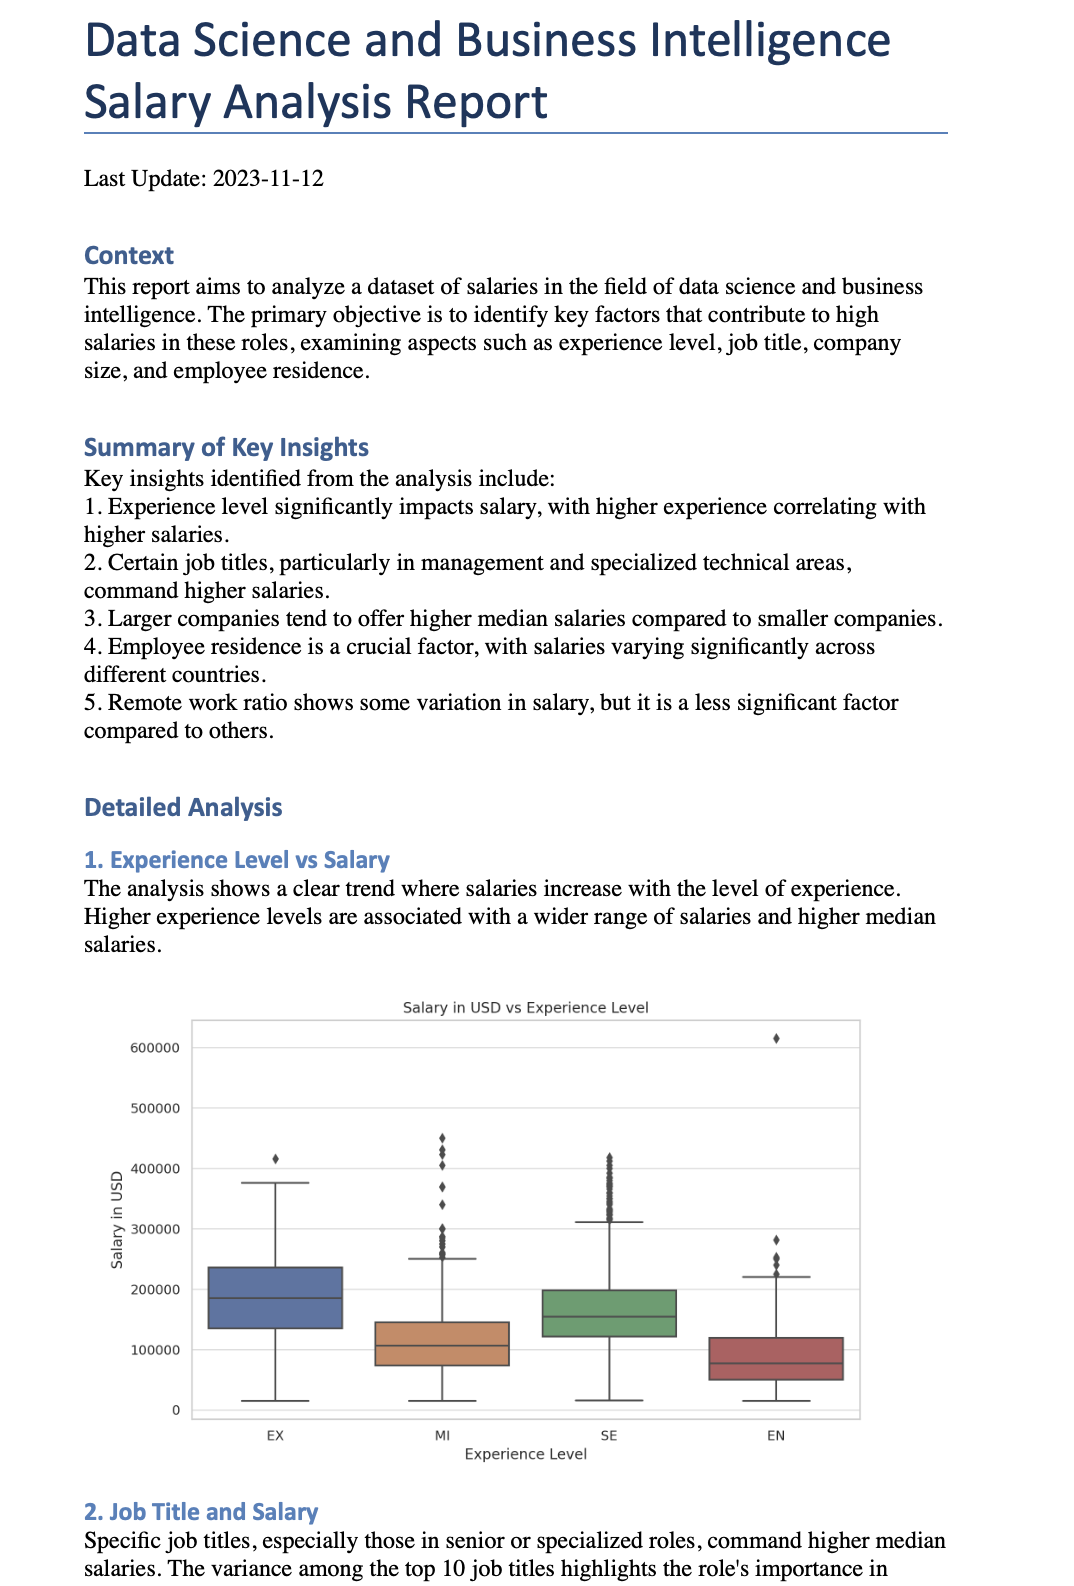 Data Science and Business Intelligence
Salary Analysis Report
Last Update: 2023-11-12
Context
This report aims to analyze a dataset of salaries in the field of data science and business
intelligence. The primary objective is to identify key factors that contribute to high
salaries in these roles, examining aspects such as experience level, job title, company
size, and employee residence.
Summary of Key Insights
Key insights identified from the analysis include:
1. Experience level significantly impacts salary, with higher experience correlating with
higher salaries.
2. Certain job titles, particularly in management and specialized technical areas,
command higher salaries.
3. Larger companies tend to offer higher median salaries compared to smaller companies.
4. Employee residence is a crucial factor, with salaries varying significantly across
different countries.
5. Remote work ratio shows some variation in salary, but it is a less significant factor
compared to others.
Detailed Analysis
1. Experience Level vs Salary
The analysis shows a clear trend where salaries increase with the level of experience.
Higher experience levels are associated with a wider range of salaries and higher median
salaries.
Salary in USD vs Experience Level
600000
500000
400000
300000
200000
100000
0
Salary in USD
EX MI SE EN
Experience Level
2. Job Title and Salary
Specific job titles, especially those in senior or specialized roles, command higher median
salaries. The variance among the top 10 job titles highlights the role's importance in